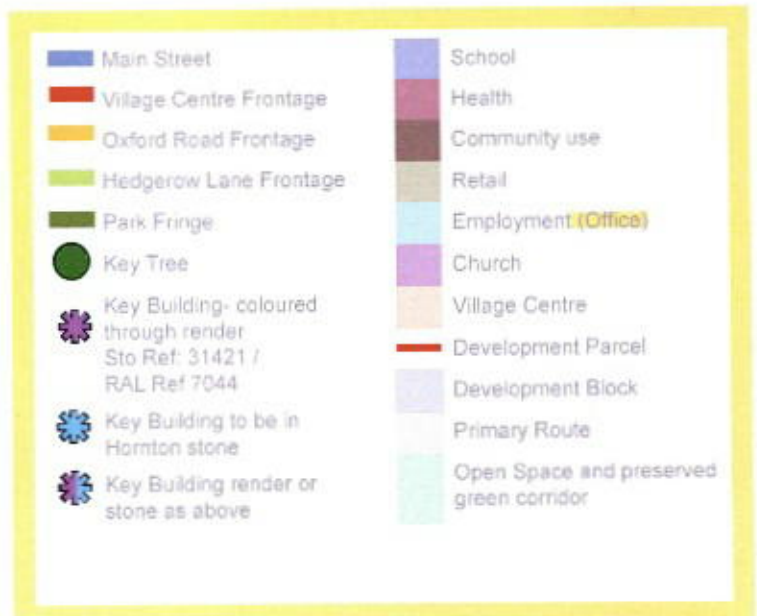 Main Street
Village Centre Frontage
Oxford Road Frontage
Hedgerow Lane Frontage
Park Fringe
Key Tree
Key Building- coloured
through render
Sto Ref: 31421 /
RAL Ref 7044
Key Building to be in
Hornton stone
Key Building render or
stone as above
School
Health
Community use
Retail
Employment (Office)
Church
Village Centre
Development Parcel
Development Block
Primary Route
Open Space and preserved
green corridor